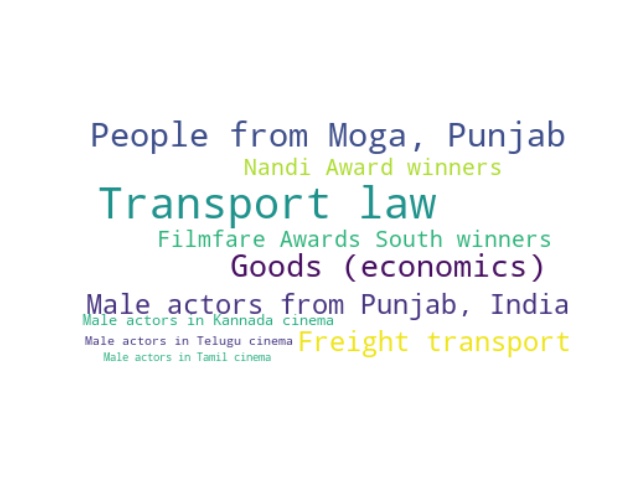 People from Moga, Punjab
Nandi Award winners
Transport law
Filmfare Awards South winners
Goods (economics)
Male actors from Punjab, India
Male actors in Kannada cinema
Male actors in Telugu cinema
Freight transport
Male actors in Tamil cinema